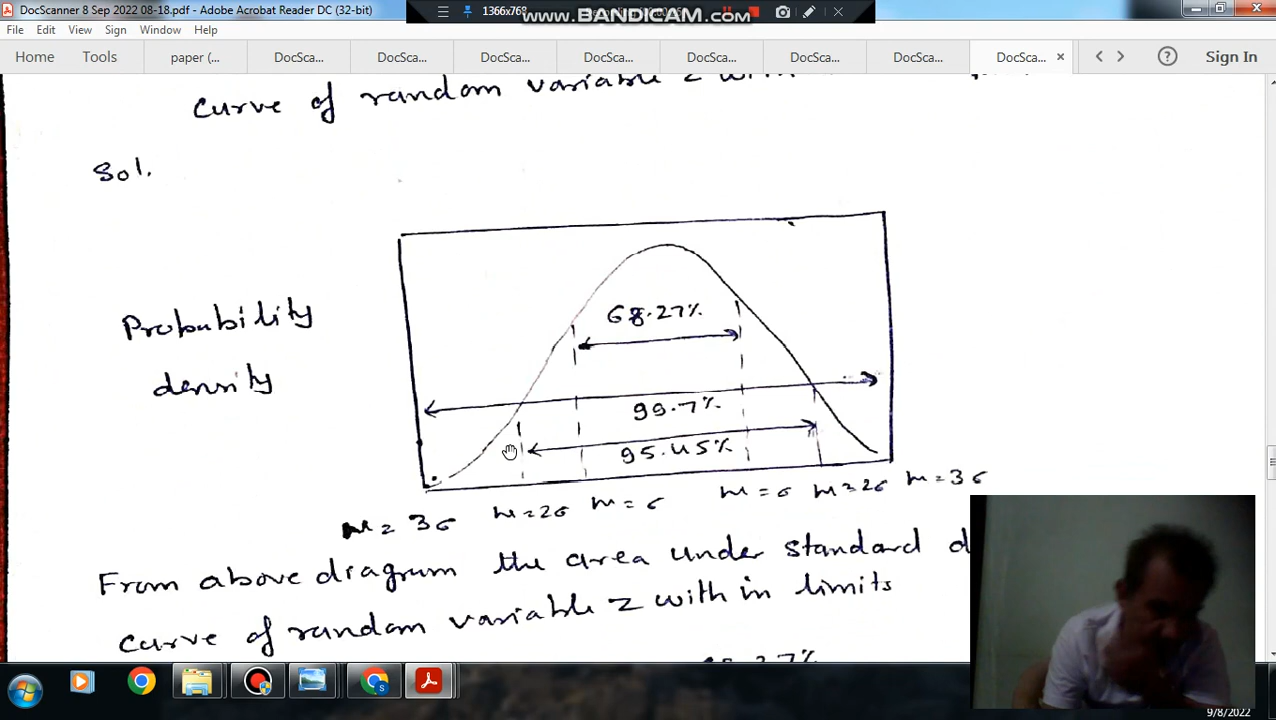 DocScanner 8 Sep 2022 08-18.pdf - Adobe Acrobat Reader DC (32-bit)
1366x768
www.BANDICAM.com
File Edit View Sign Window Help
Home Tools paper (... DocSca... DocSca... DocSca... DocSca... DocSca... DocSca... DocSca... DocSca... Sign In
curve of random variable z with
Sol.
Probability
density
68.27%
99.7%
95.45%
μ = 3σ μ = 2σ μ = σ μ = σ μ = 2σ μ = 3σ
From above diagram the area under standard d
curve of random variable z with in limits
9/8/2022